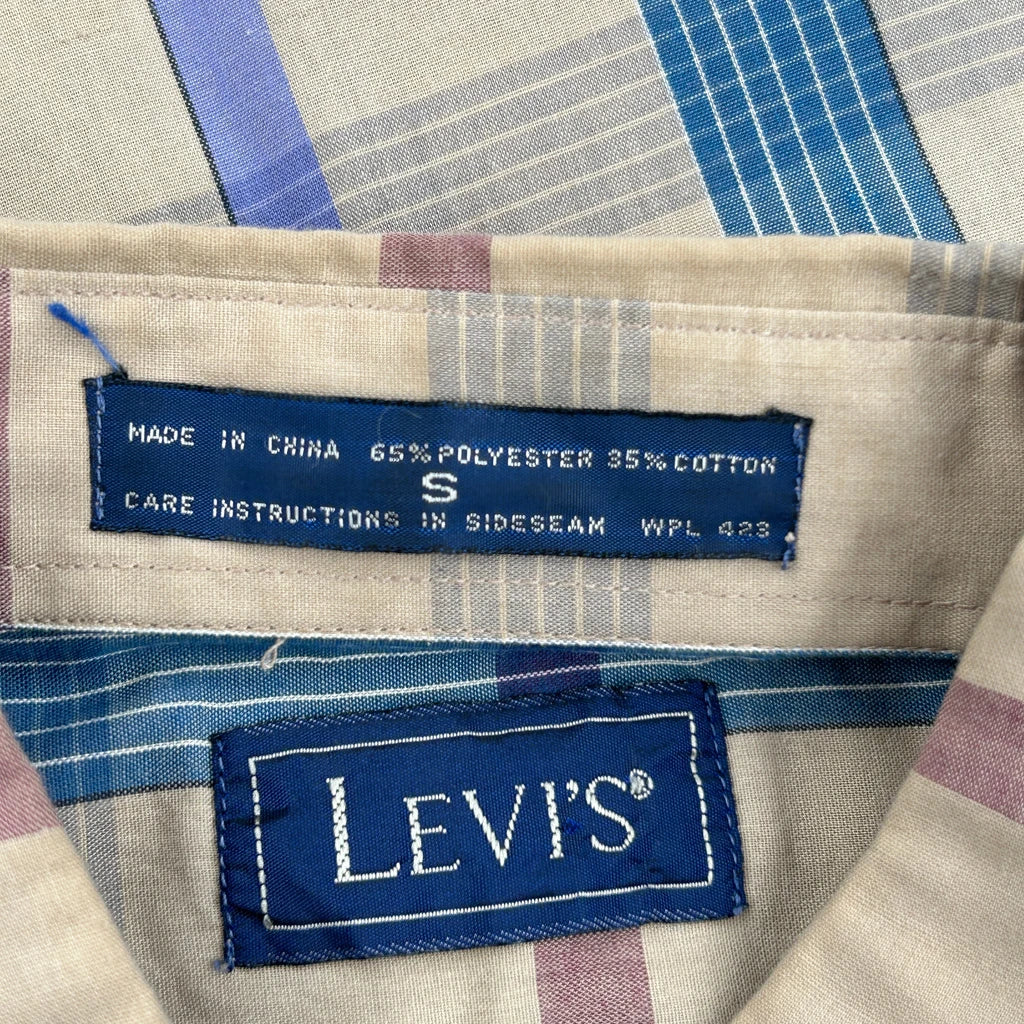 MADE IN CHINA 65% POLYESTER 35% COTTON
S
CARE INSTRUCTIONS IN SIDESEAM WPL 423
LEVI'S®